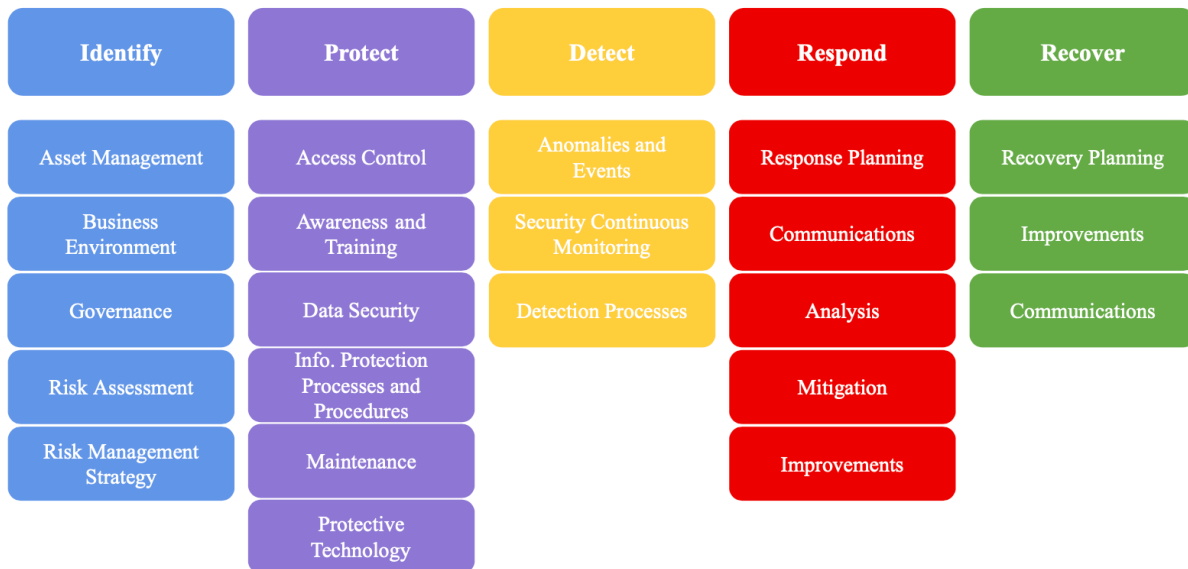 Identify
Protect
Detect
Respond
Recover
Asset Management
Business
Environment
Governance
Risk Assessment
Risk Management
Strategy
Access Control
Awareness and
Training
Data Security
Info. Protection
Processes and
Procedures
Maintenance
Protective
Technology
Anomalies and
Events
Security Continuous
Monitoring
Detection Processes
Response Planning
Communications
Analysis
Mitigation
Improvements
Recovery Planning
Improvements
Communications